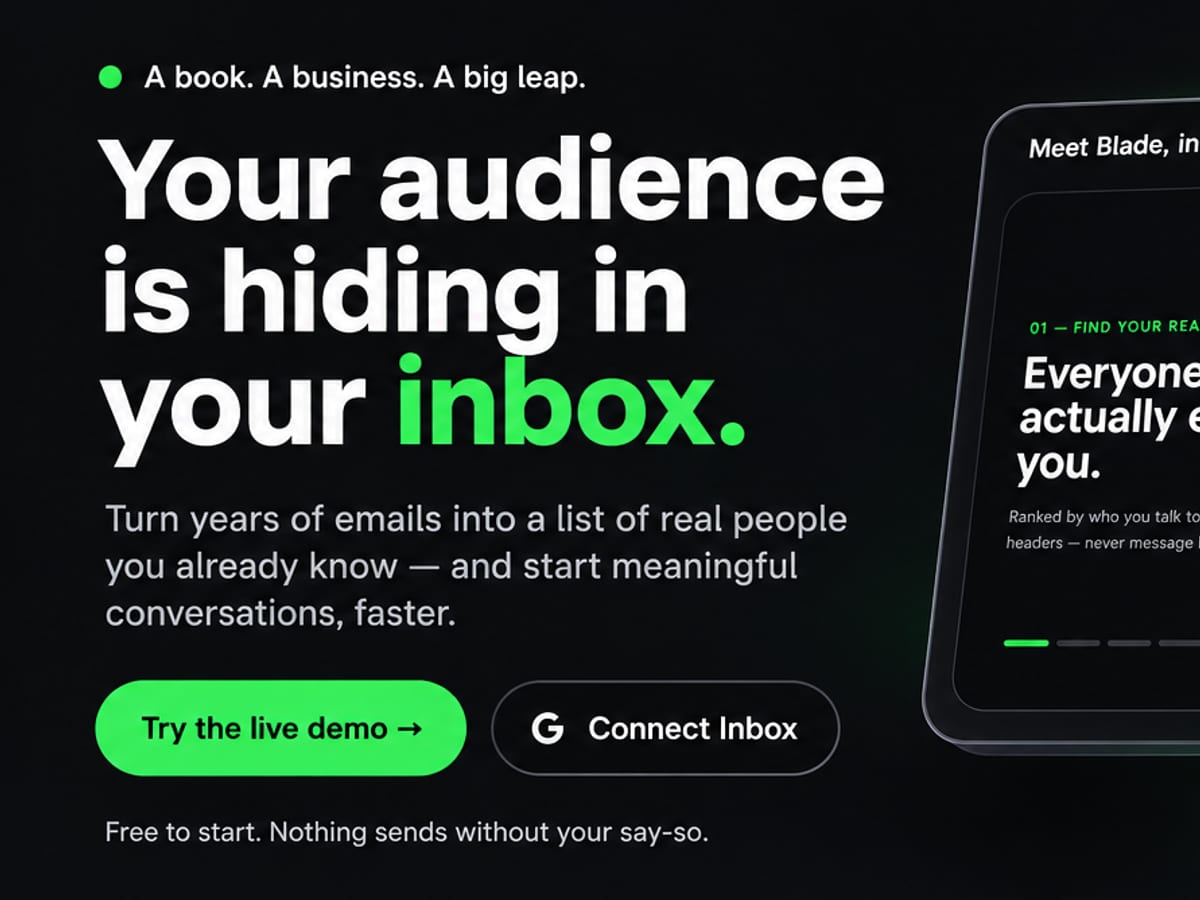 A book. A business. A big leap.
Your audience
is hiding in
your inbox.
Turn years of emails into a list of real people
you already know — and start meaningful
conversations, faster.
Try the live demo →
G Connect Inbox
Free to start. Nothing sends without your say-so.
Meet Blade, in
01 — FIND YOUR REA
Everyone
actually e
you.
Ranked by who you talk to
headers — never message